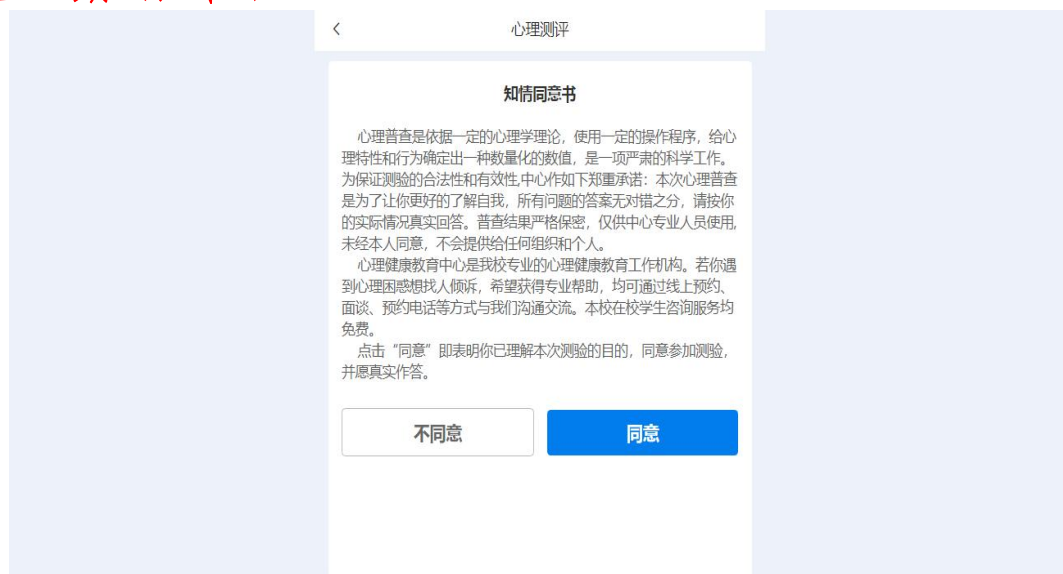 心理测评
知情同意书
心理普查是依据一定的心理学理论，使用一定的操作程序，给心
理特性和行为确定出一种数量化的数值，是一项严肃的科学工作。
为保证测验的合法性和有效性,中心作如下郑重承诺：本次心理普查
是为了让你更好的了解自我，所有问题的答案无对错之分，请按你
的实际情况真实回答。普查结果严格保密，仅供中心专业人员使用,
未经本人同意，不会提供给任何组织和个人。
心理健康教育中心是我校专业的心理健康教育工作机构。若你遇
到心理困惑想找人倾诉，希望获得专业帮助，均可通过线上预约、
面谈、预约电话等方式与我们沟通交流。本校在校学生咨询服务均
免费。
点击“同意”即表明你已理解本次测验的目的，同意参加测验，
并愿真实作答。
不同意 同意